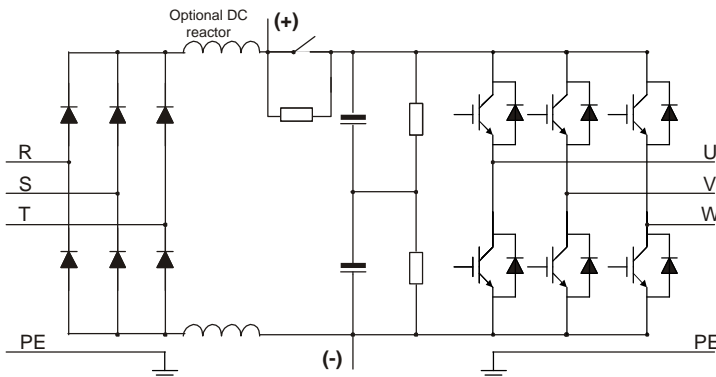 Optional DC
reactor
(+)
R
S
T
U
V
W
PE
(-)
PE